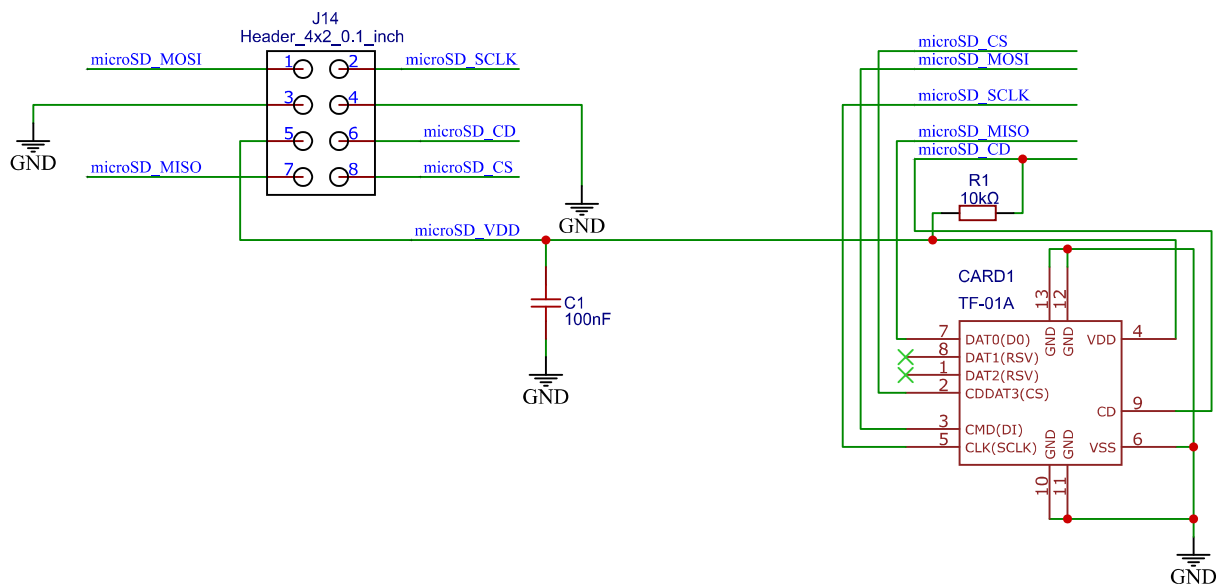 J14
Header_4x2_0.1_inch
microSD_MOSI
1
2
microSD_SCLK
3
4
GND
5
6
microSD_CD
microSD_MISO
7
8
microSD_CS
GND
microSD_VDD
C1
100nF
GND
microSD_CS
microSD_MOSI
microSD_SCLK
microSD_MISO
microSD_CD
R1
10kΩ
CARD1
TF-01A
13
12
GND
GND
7
DAT0(D0)
8
DAT1(RSV)
1
DAT2(RSV)
2
CDDAT3(CS)
3
CMD(DI)
5
CLK(SCLK)
VDD
4
CD
9
VSS
6
GND
GND
10
11
GND